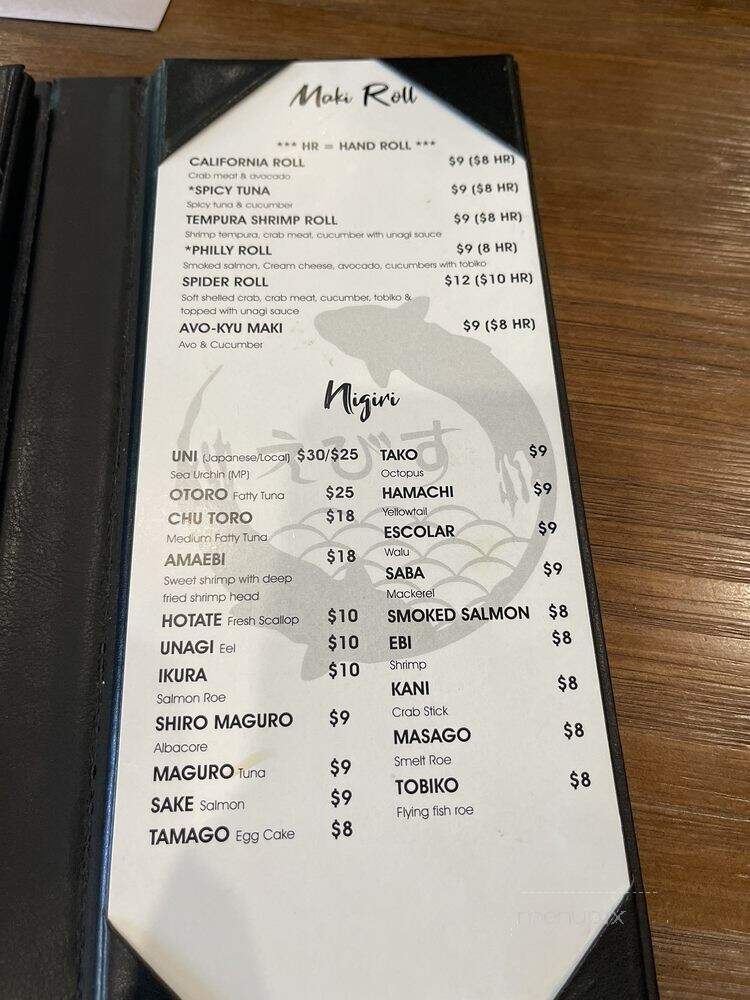 Maki Roll
*** HR = HAND ROLL ***
CALIFORNIA ROLL $9 ($8 HR)
Crab meat & avocado
*SPICY TUNA $9 ($8 HR)
Spicy tuna & cucumber
TEMPURA SHRIMP ROLL $9 ($8 HR)
Shrimp tempura, crab meat, cucumber with unagi sauce
*PHILLY ROLL $9 (8 HR)
Smoked salmon, Cream cheese, avocado, cucumbers with tobiko
SPIDER ROLL $12 ($10 HR)
Soft shelled crab, crab meat, cucumber, tobiko &
topped with unagi sauce
AVO-KYU MAKI $9 ($8 HR)
Avo & Cucumber
Nigiri
えびす
UNI (Japanese/Local) $30/$25
Sea Urchin (MP)
OTORO Fatty Tuna $25
CHU TORO $18
Medium Fatty Tuna
AMAEBI $18
Sweet shrimp with deep
fried shrimp head
HOTATE Fresh Scallop $10
UNAGI Eel $10
IKURA $10
Salmon Roe
SHIRO MAGURO $9
Albacore
MAGURO Tuna $9
SAKE Salmon $9
TAMAGO Egg Cake $8
TAKO $9
Octopus
HAMACHI $9
Yellowtail
ESCOLAR $9
Walu
SABA $9
Mackerel
SMOKED SALMON $8
EBI $8
Shrimp
KANI $8
Crab Stick
MASAGO $8
Smelt Roe
TOBIKO $8
Flying fish roe
menupix